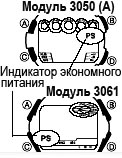 Модуль 3050 (A)
A B
PS
C D
Индикатор экономного
питания
Модуль 3061
A B
PS
C D